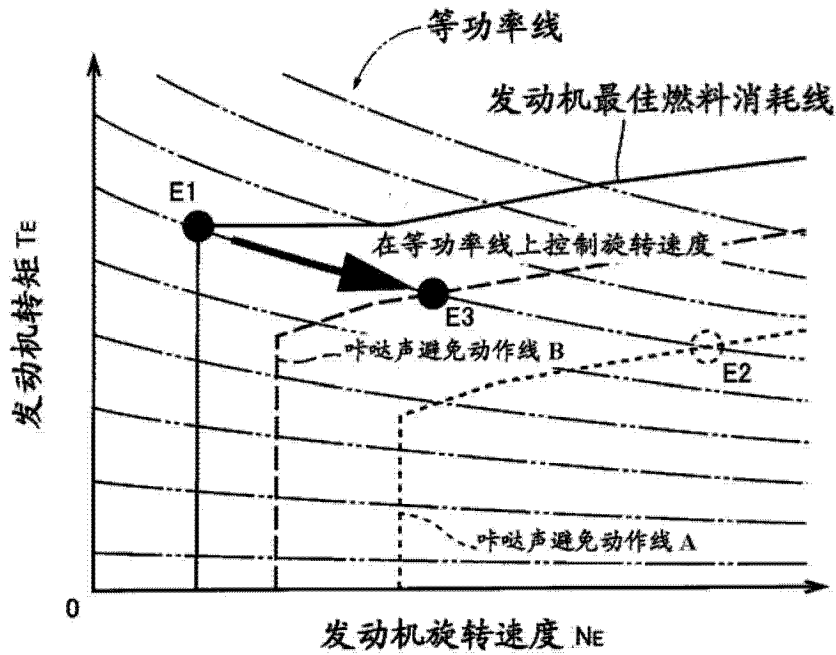 等功率线
发动机最佳燃料消耗线
E1
在等功率线上控制旋转速度
E3
咔哒声避免动作线 B
E2
咔哒声避免动作线 A
发动机转矩 TE
0
发动机旋转速度 NE